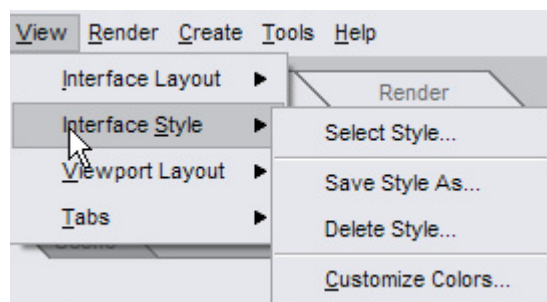 View Render Create Tools Help
Interface Layout
Render
Interface Style
Select Style...
Viewport Layout
Save Style As...
Tabs
Delete Style...
Customize Colors...